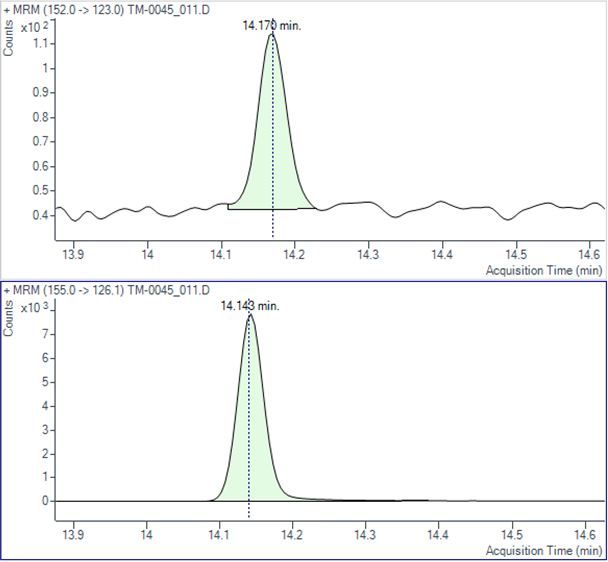 + MRM (152.0 -> 123.0) TM-0045_011.D
Counts
x10 2
14.170 min.
1.1
1
0.9
0.8
0.7
0.6
0.5
0.4
13.9 14 14.1 14.2 14.3 14.4 14.5 14.6
Acquisition Time (min)
+ MRM (155.0 -> 126.1) TM-0045_011.D
Counts
x10 3
14.143 min.
7
6
5
4
3
2
1
0
13.9 14 14.1 14.2 14.3 14.4 14.5 14.6
Acquisition Time (min)